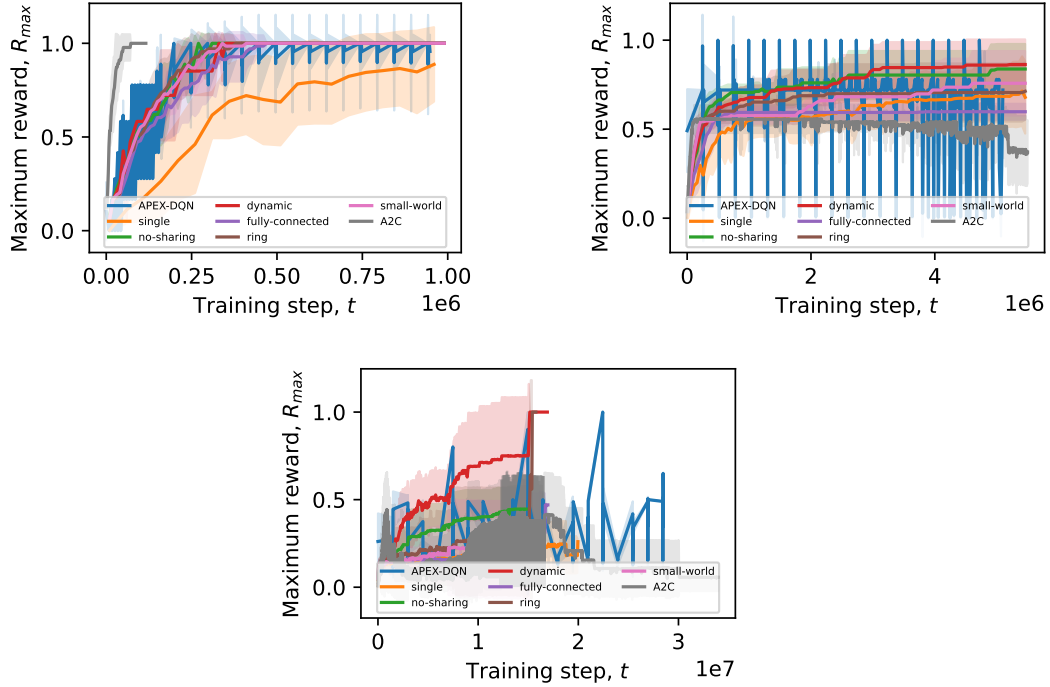 Maximum reward, R_max
1.0
0.5
0.0
APEX-DQN
single
no-sharing
dynamic
fully-connected
ring
small-world
A2C
0.00 0.25 0.50 0.75 1.00
1e6
Training step, t
Maximum reward, R_max
1.0
0.5
0.0
APEX-DQN
single
no-sharing
dynamic
fully-connected
ring
small-world
A2C
0 2 4
1e6
Training step, t
Maximum reward, R_max
1.0
0.5
0.0
APEX-DQN
single
no-sharing
dynamic
fully-connected
ring
small-world
A2C
0 1 2 3
1e7
Training step, t